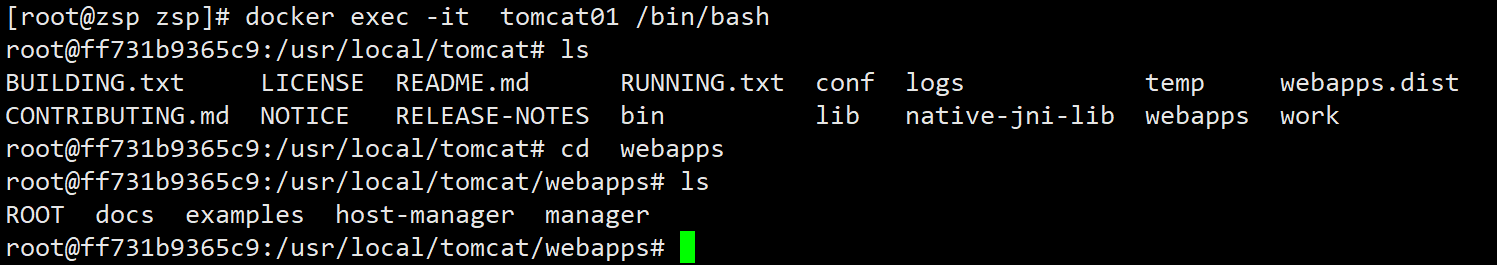 [root@zsp zsp]# docker exec -it  tomcat01 /bin/bash
root@ff731b9365c9:/usr/local/tomcat# ls
BUILDING.txt     LICENSE  README.md      RUNNING.txt  conf  logs            temp     webapps.dist
CONTRIBUTING.md  NOTICE   RELEASE-NOTES  bin          lib   native-jni-lib  webapps  work
root@ff731b9365c9:/usr/local/tomcat# cd  webapps
root@ff731b9365c9:/usr/local/tomcat/webapps# ls
ROOT  docs  examples  host-manager  manager
root@ff731b9365c9:/usr/local/tomcat/webapps#